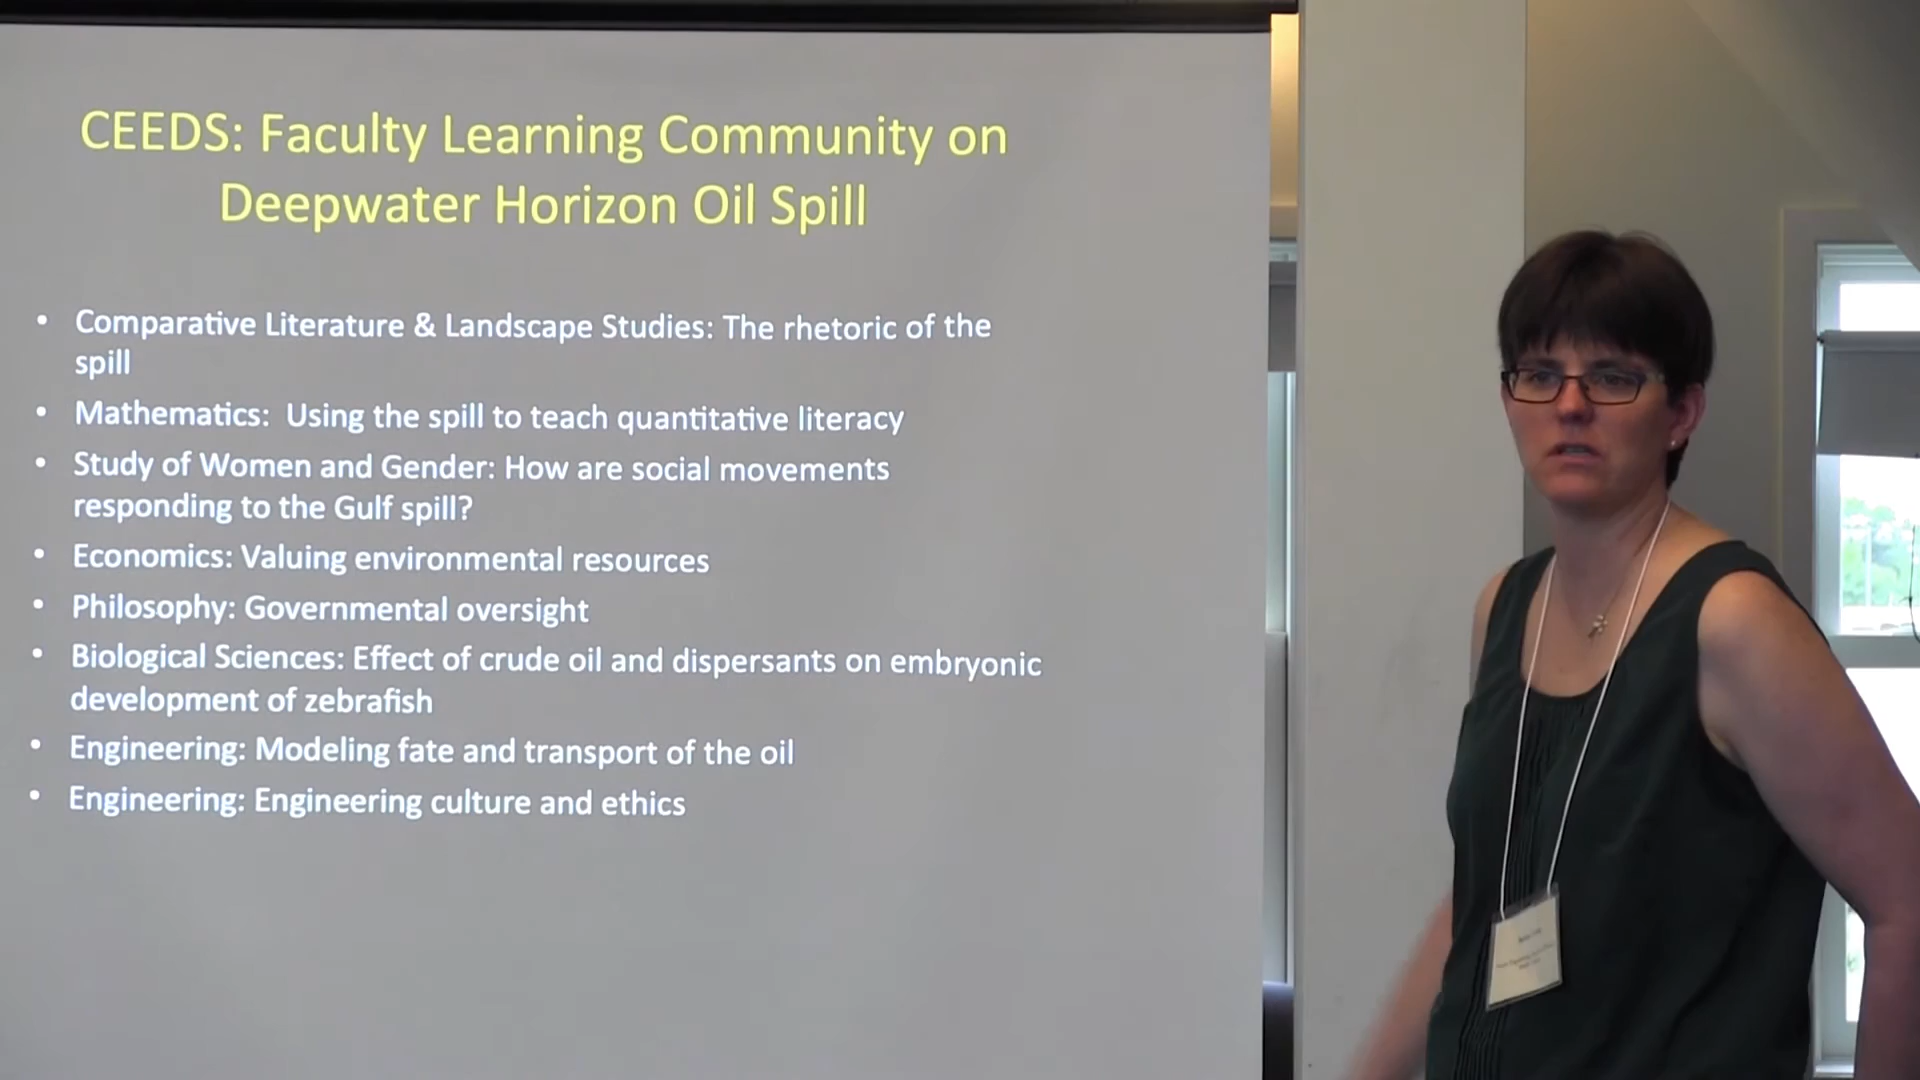 CEEDS: Faculty Learning Community on
Deepwater Horizon Oil Spill
• Comparative Literature & Landscape Studies: The rhetoric of the
spill
• Mathematics: Using the spill to teach quantitative literacy
• Study of Women and Gender: How are social movements
responding to the Gulf spill?
• Economics: Valuing environmental resources
• Philosophy: Governmental oversight
• Biological Sciences: Effect of crude oil and dispersants on embryonic
development of zebrafish
• Engineering: Modeling fate and transport of the oil
• Engineering: Engineering culture and ethics